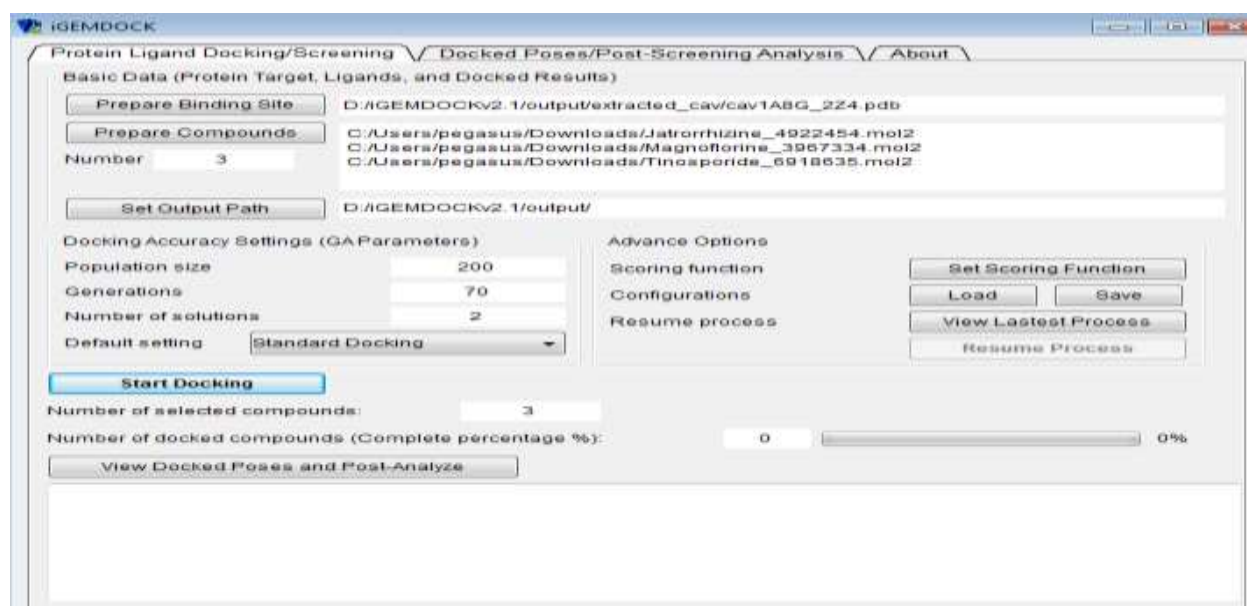 iGEMDOCK
Protein Ligand Docking/Screening Docked Poses/Post-Screening Analysis About
Basic Data (Protein Target, Ligands, and Docked Results)
Prepare Binding Site D:/iGEMDOCKv2.1/output/extracted_cav/cav1A8G_2Z4.pdb
Prepare Compounds C:/Users/pegasus/Downloads/Jatrorrhizine_4922454.mol2
C:/Users/pegasus/Downloads/Magnoflorine_3967334.mol2
Number 3 C:/Users/pegasus/Downloads/Tinosporide_6918635.mol2
Set Output Path D:/iGEMDOCKv2.1/output/
Docking Accuracy Settings (GA Parameters) Advance Options
Population size 200 Scoring function Set Scoring Function
Generations 70 Configurations Load Save
Number of solutions 2 Resume process View Lastest Process
Default setting Standard Docking Resume Process
Start Docking
Number of selected compounds: 3
Number of docked compounds (Complete percentage %): 0 0%
View Docked Poses and Post-Analyze